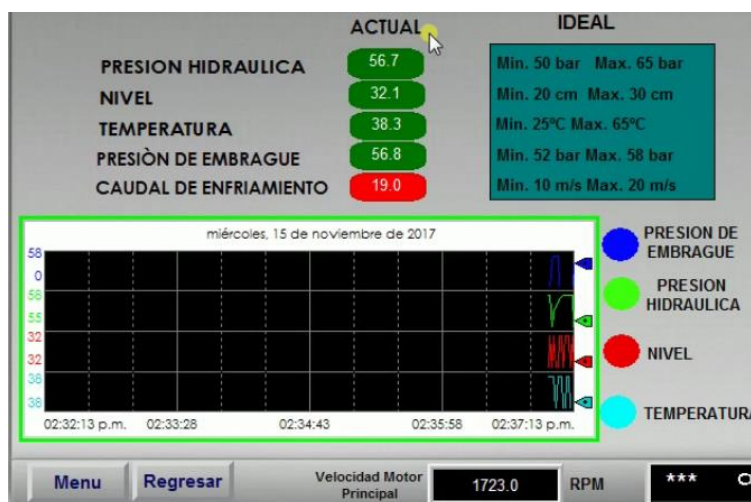 ACTUAL IDEAL
PRESION HIDRAULICA 56.7 Min. 50 bar Max. 65 bar
NIVEL 32.1 Min. 20 cm Max. 30 cm
TEMPERATURA 38.3 Min. 25ºC Max. 65ºC
PRESIÒN DE EMBRAGUE 56.8 Min. 52 bar Max. 58 bar
CAUDAL DE ENFRIAMIENTO 19.0 Min. 10 m/s Max. 20 m/s
miércoles, 15 de noviembre de 2017
58
0
56
55
32
32
38
38
02:32:13 p.m. 02:33:28 02:34:43 02:35:58 02:37:13 p.m.
PRESION DE
EMBRAGUE
PRESION
HIDRAULICA
NIVEL
TEMPERATURA
Menu Regresar Velocidad Motor
Principal 1723.0 RPM ***